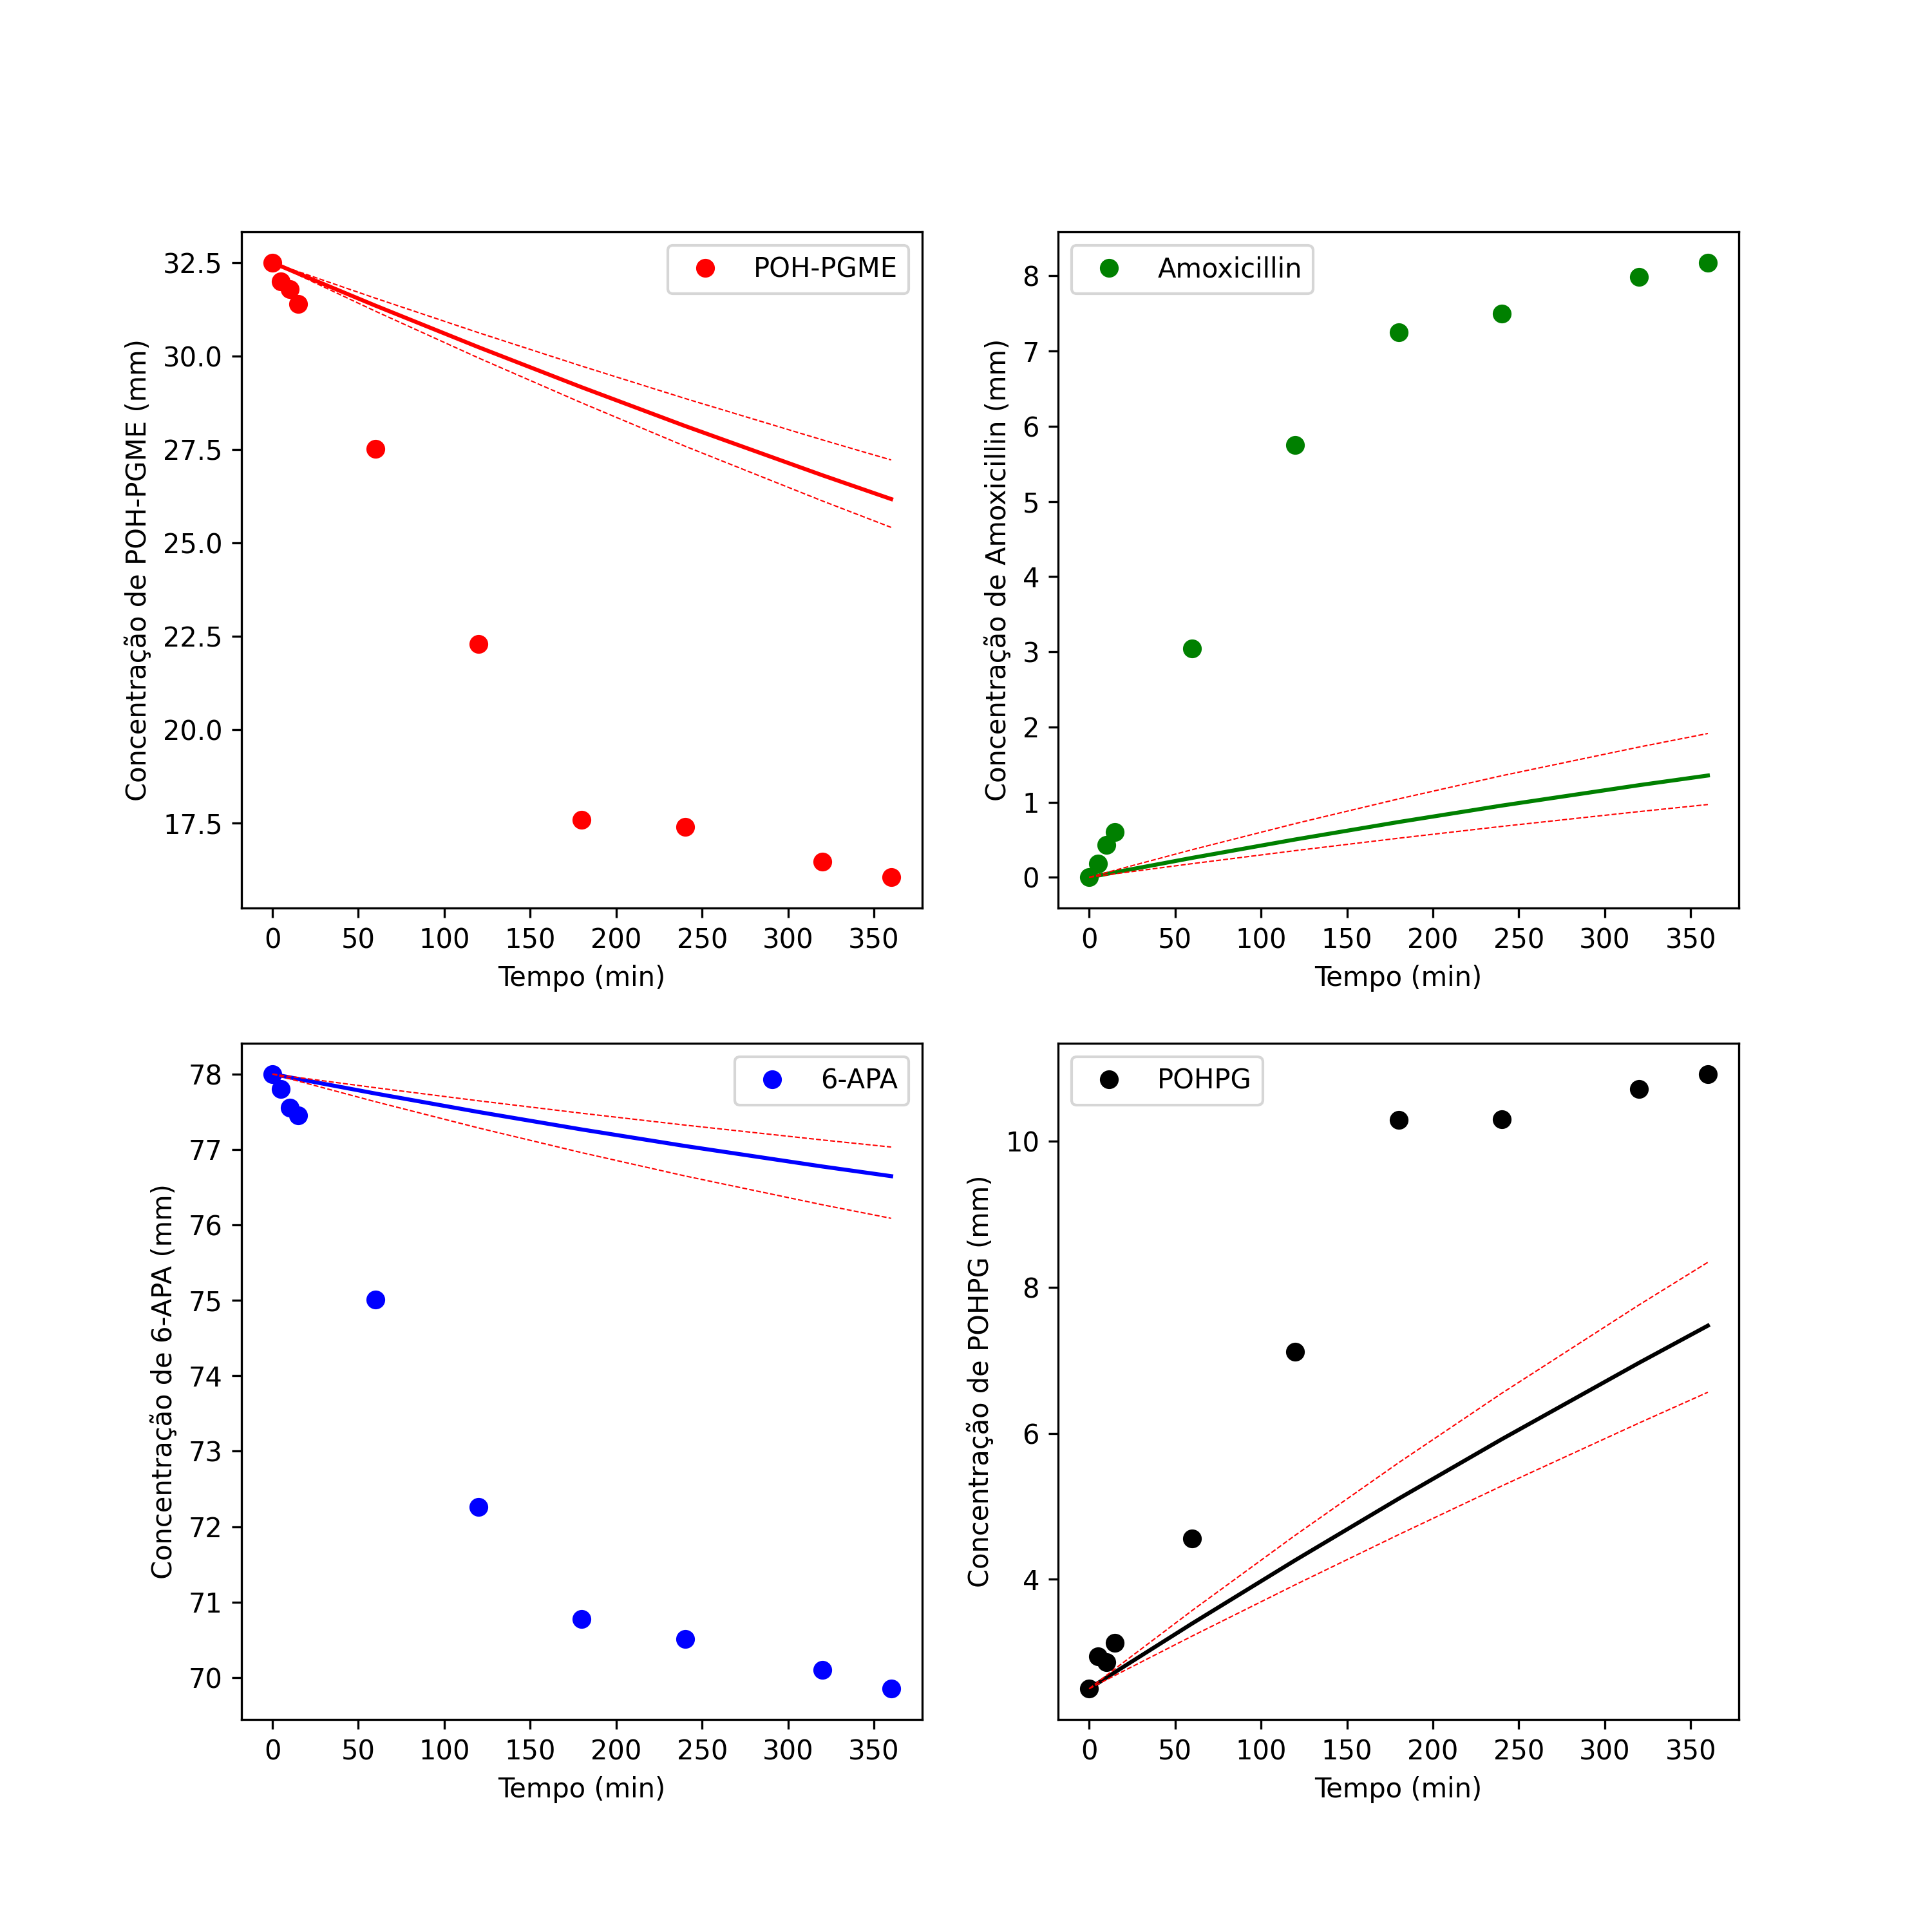 POH-PGME
Concentração de POH-PGME (mm)
32.5
30.0
27.5
25.0
22.5
20.0
17.5
0 50 100 150 200 250 300 350
Tempo (min)
Amoxicillin
Concentração de Amoxicillin (mm)
8
7
6
5
4
3
2
1
0
0 50 100 150 200 250 300 350
Tempo (min)
6-APA
Concentração de 6-APA (mm)
78
77
76
75
74
73
72
71
70
0 50 100 150 200 250 300 350
Tempo (min)
POHPG
Concentração de POHPG (mm)
10
8
6
4
0 50 100 150 200 250 300 350
Tempo (min)